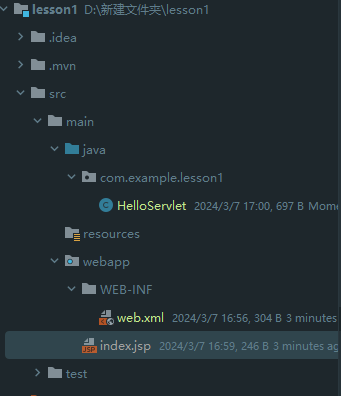 lesson1 D:\新建文件夹\lesson1
.idea
.mvn
src
main
java
com.example.lesson1
HelloServlet 2024/3/7 17:00, 697 B Mome
resources
webapp
WEB-INF
web.xml 2024/3/7 16:56, 304 B 3 minutes
JSP index.jsp 2024/3/7 16:59, 246 B 3 minutes ag
test